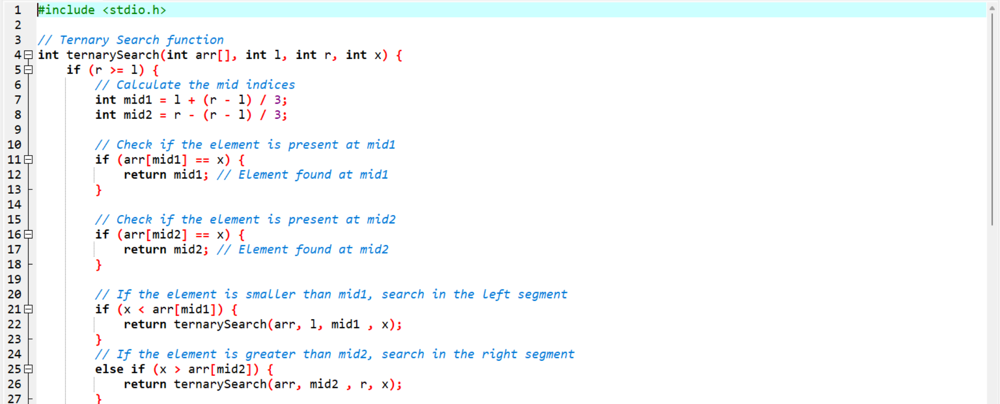 1 #include <stdio.h>
2
3 // Ternary Search function
4 int ternarySearch(int arr[], int l, int r, int x) {
5 if (r >= l) {
6 // Calculate the mid indices
7 int mid1 = l + (r - l) / 3;
8 int mid2 = r - (r - l) / 3;
9
10 // Check if the element is present at mid1
11 if (arr[mid1] == x) {
12 return mid1; // Element found at mid1
13 }
14
15 // Check if the element is present at mid2
16 if (arr[mid2] == x) {
17 return mid2; // Element found at mid2
18 }
19
20 // If the element is smaller than mid1, search in the left segment
21 if (x < arr[mid1]) {
22 return ternarySearch(arr, l, mid1 , x);
23 }
24 // If the element is greater than mid2, search in the right segment
25 else if (x > arr[mid2]) {
26 return ternarySearch(arr, mid2 , r, x);
27 }